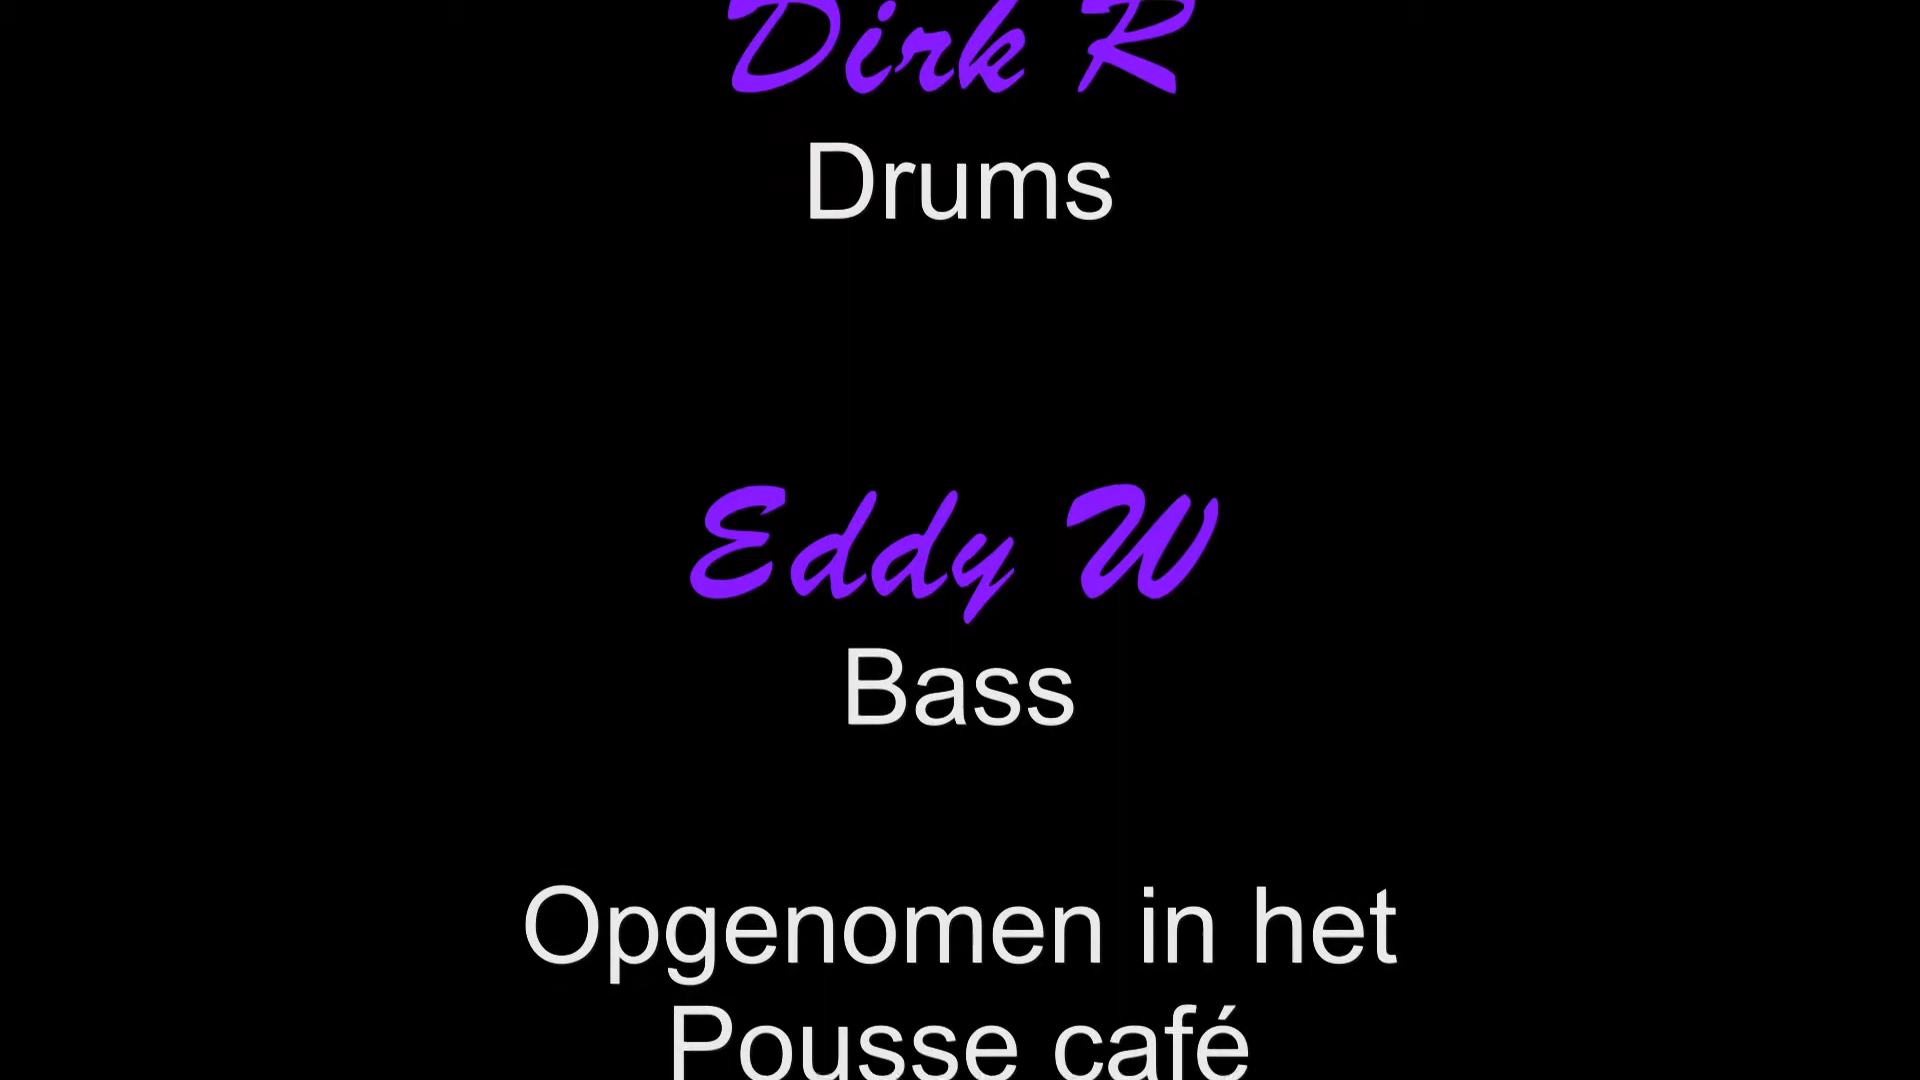 Dirk R
Drums
Eddy W
Bass
Opgenomen in het
Pousse café